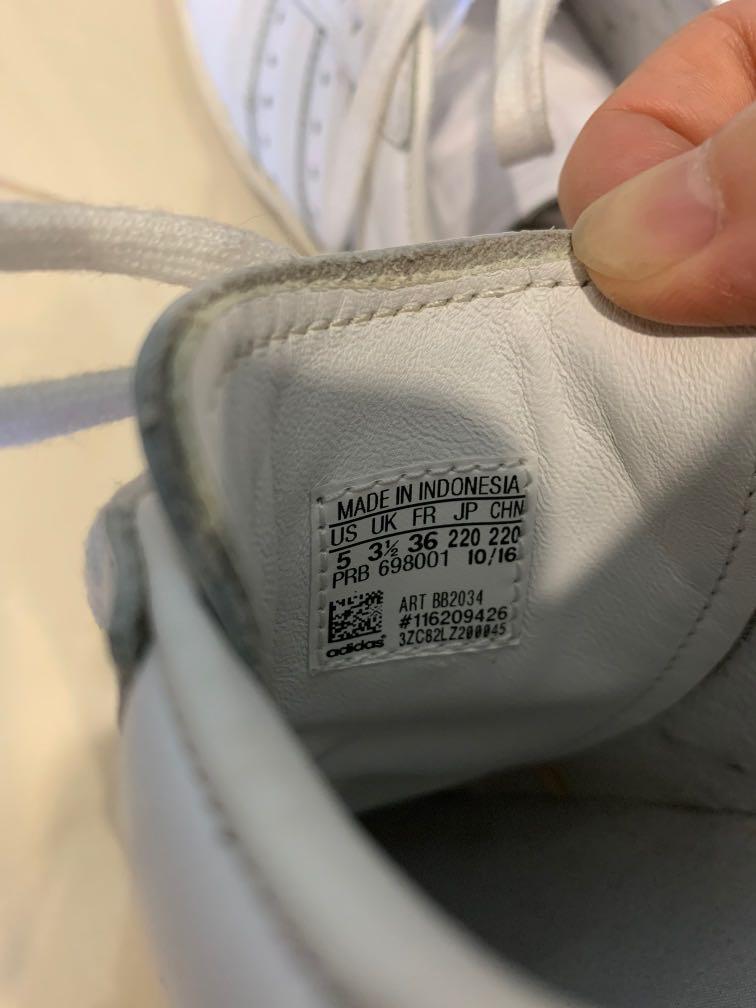 MADE IN INDONESIA
US UK FR JP CHN
5 3½ 36 220 220
PRB 698001 10/16
ART BB2034
#116209426
3ZC82LZ200045
adidas